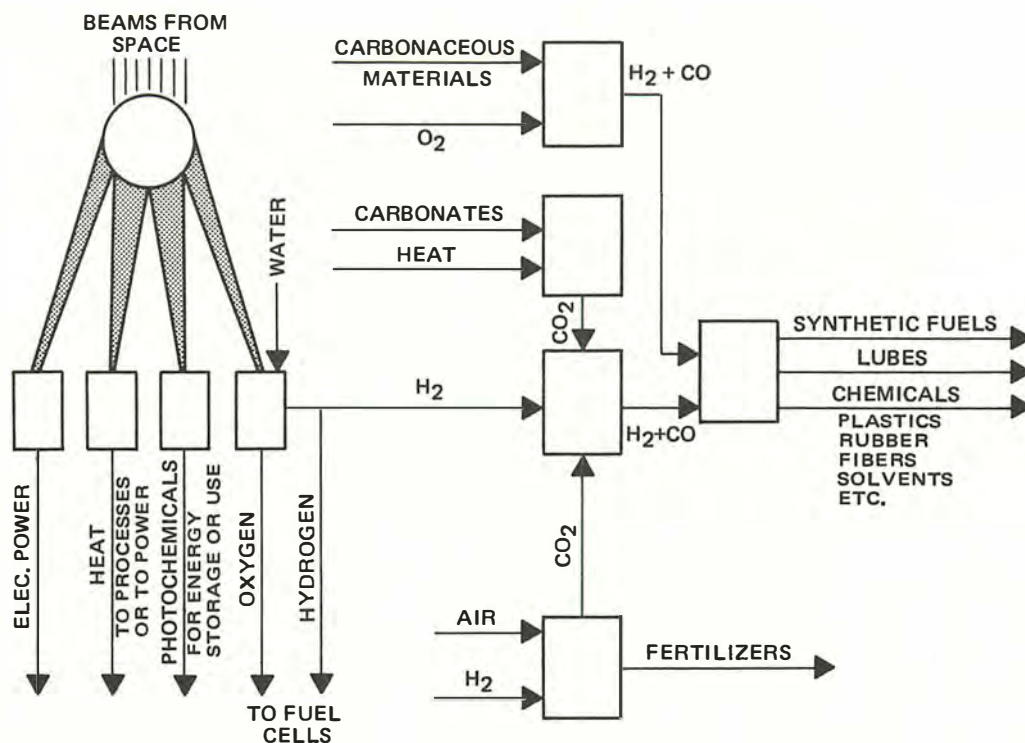 BEAMS FROM
SPACE
CARBONACEOUS
MATERIALS
O₂
H₂ + CO
WATER
CARBONATES
HEAT
CO₂
H₂
H₂+CO
SYNTHETIC FUELS
LUBES
CHEMICALS
PLASTICS
RUBBER
FIBERS
SOLVENTS
ETC.
ELEC. POWER
HEAT
TO PROCESSES
OR TO POWER
PHOTOCHEMICALS
FOR ENERGY
STORAGE OR USE
OXYGEN
HYDROGEN
TO FUEL
CELLS
CO₂
AIR
H₂
FERTILIZERS